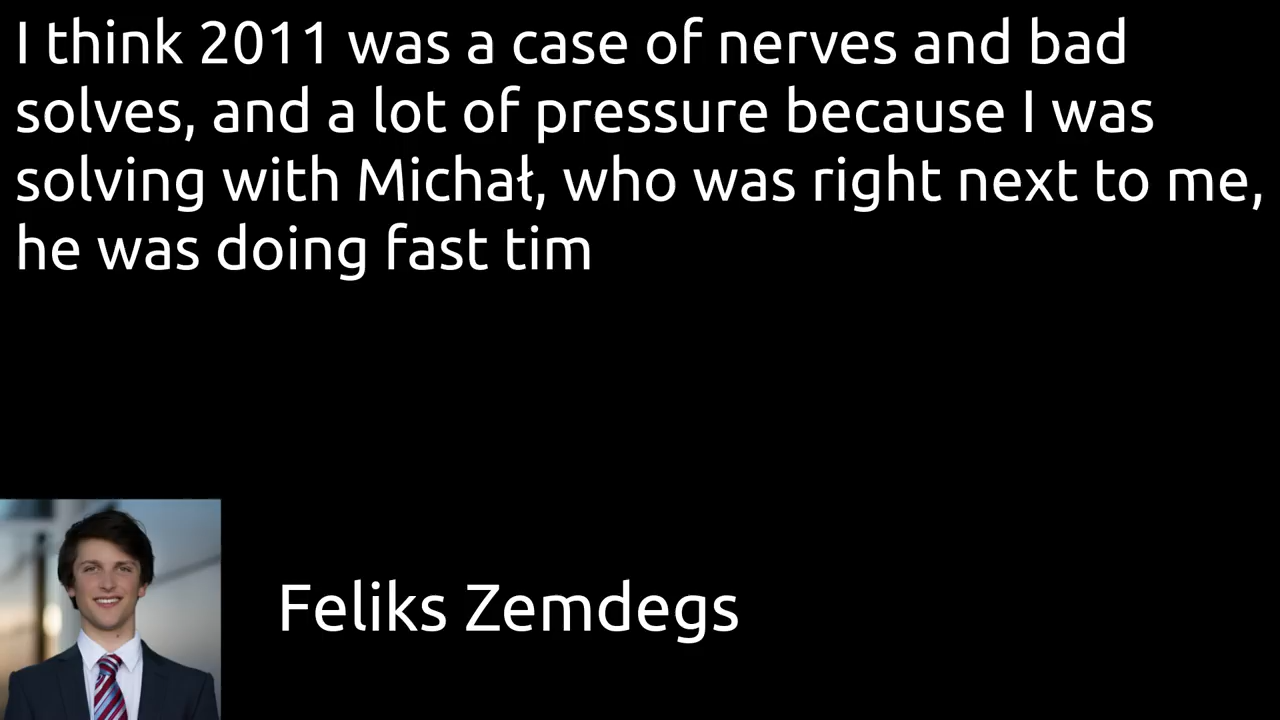 I think 2011 was a case of nerves and bad
solves, and a lot of pressure because I was
solving with Michał, who was right next to me,
he was doing fast tim
Feliks Zemdegs